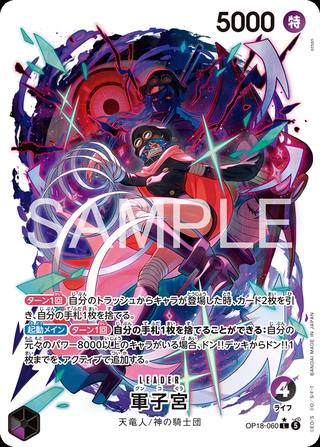 5000 特
SAMPLE
ターン1回 自分のトラッシュからキャラが登場した時、カード2枚を引
き、自分の手札1枚を捨てる。
起動メイン ターン1回 自分の手札1枚を捨てることができる:自分の
元々のパワー8000以上のキャラがいる場合、ドン!!デッキからドン!!1
枚までを、アクティブで追加する。
LEADER
グンコ ぐう
軍子宮
天竜人/神の騎士団
4
ライフ
OP18-060 L